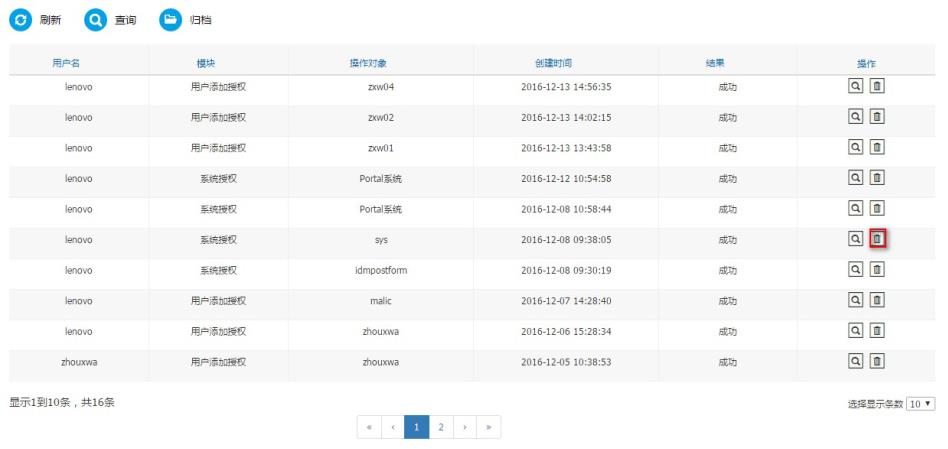 刷新 查询 归档
用户名 模块 操作对象 创建时间 结果 操作
lenovo 用户添加授权 zxw04 2016-12-13 14:56:35 成功
lenovo 用户添加授权 zxw02 2016-12-13 14:02:15 成功
lenovo 用户添加授权 zxw01 2016-12-13 13:43:58 成功
lenovo 系统授权 Portal系统 2016-12-12 10:54:58 成功
lenovo 系统授权 Portal系统 2016-12-08 10:58:44 成功
lenovo 系统授权 sys 2016-12-08 09:38:05 成功
lenovo 系统授权 idmpostform 2016-12-08 09:30:19 成功
lenovo 用户添加授权 malic 2016-12-07 14:28:40 成功
lenovo 用户添加授权 zhouxwa 2016-12-06 15:28:34 成功
zhouxwa 用户添加授权 zhouxwa 2016-12-05 10:38:53 成功
显示1到10条，共16条 选择显示条数 10
« ‹ 1 2 › »